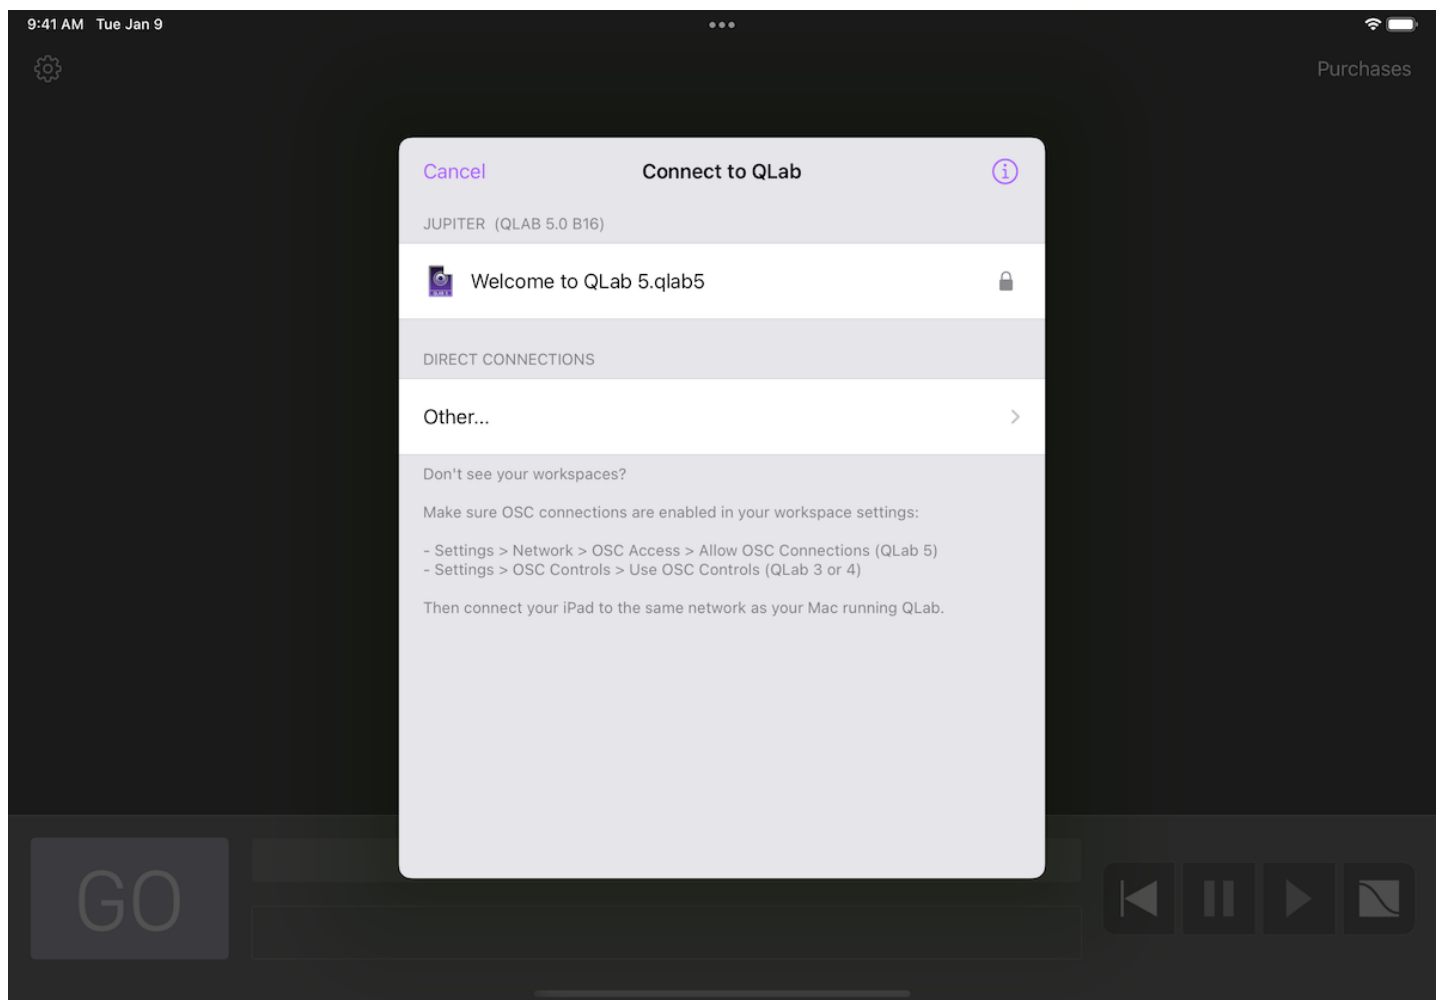 9:41 AM Tue Jan 9
Purchases
Cancel
Connect to QLab
JUPITER (QLAB 5.0 B16)
Welcome to QLab 5.qlab5
DIRECT CONNECTIONS
Other...
Don't see your workspaces?
Make sure OSC connections are enabled in your workspace settings:
- Settings > Network > OSC Access > Allow OSC Connections (QLab 5)
- Settings > OSC Controls > Use OSC Controls (QLab 3 or 4)
Then connect your iPad to the same network as your Mac running QLab.
GO